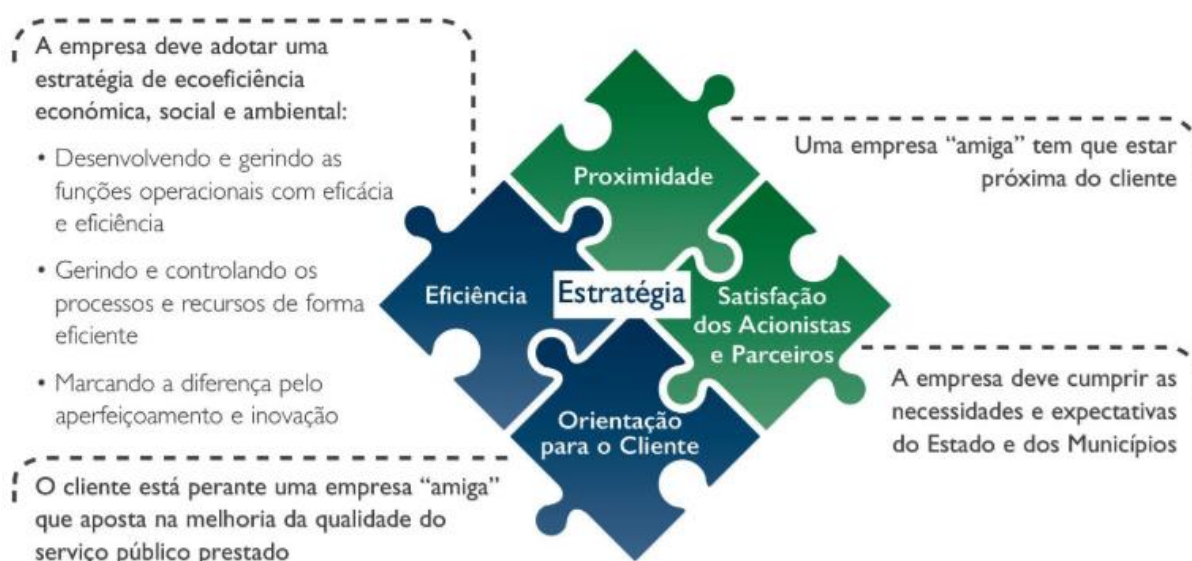 A empresa deve adotar uma
estratégia de ecoeficiência
económica, social e ambiental:
• Desenvolvendo e gerindo as
funções operacionais com eficácia
e eficiência
• Gerindo e controlando os
processos e recursos de forma
eficiente
• Marcando a diferença pelo
aperfeiçoamento e inovação
O cliente está perante uma empresa “amiga”
que aposta na melhoria da qualidade do
serviço público prestado
Proximidade
Eficiência
Estratégia
Satisfação
dos Acionistas
e Parceiros
Orientação
para o Cliente
Uma empresa “amiga” tem que estar
próxima do cliente
A empresa deve cumprir as
necessidades e expectativas
do Estado e dos Municípios